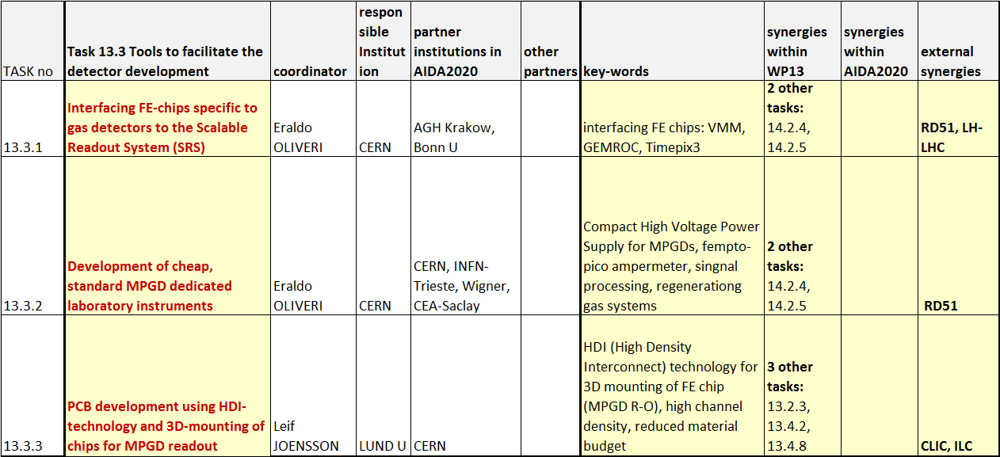 TASK no
Task 13.3 Tools to facilitate the
detector development
coordinator
respon
sible
Institut
ion
partner
institutions in
AIDA2020
other
partners
key-words
synergies
within
WP13
synergies
within
AIDA2020
external
synergies
13.3.1
Interfacing FE-chips specific to
gas detectors to the Scalable
Readout System (SRS)
Eraldo
OLIVERI
CERN
AGH Krakow,
Bonn U
interfacing FE chips: VMM,
GEMROC, Timepix3
2 other
tasks:
14.2.4,
14.2.5
RD51, LH-
LHC
13.3.2
Development of cheap,
standard MPGD dedicated
laboratory instruments
Eraldo
OLIVERI
CERN
CERN, INFN-
Trieste, Wigner,
CEA-Saclay
Compact High Voltage Power
Supply for MPGDs, fempto-
pico ampermeter, singnal
processing, regenerationg
gas systems
2 other
tasks:
14.2.4,
14.2.5
RD51
13.3.3
PCB development using HDI-
technology and 3D-mounting of
chips for MPGD readout
Leif
JOENSSON
LUND U
CERN
HDI (High Density
Interconnect) technology for
3D mounting of FE chip
(MPGD R-O), high channel
density, reduced material
budget
3 other
tasks:
13.2.3,
13.4.2,
13.4.8
CLIC, ILC